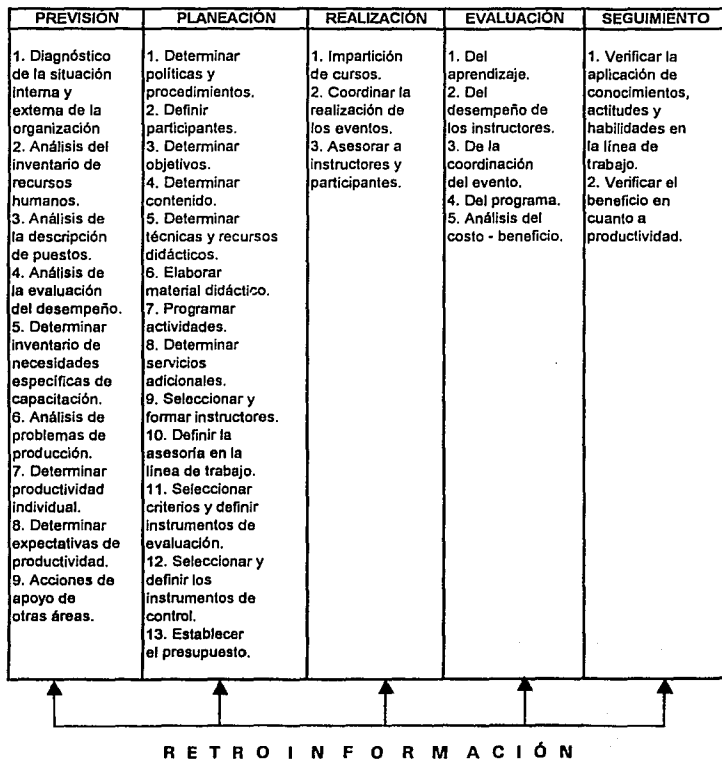 PREVISIÓN
1. Diagnóstico
de la situación
interna y
externa de la
organización
2. Análisis del
inventario de
recursos
humanos.
3. Análisis de
la descripción
de puestos.
4. Análisis de
la evaluación
del desempeño.
5. Determinar
inventario de
necesidades
específicas de
capacitación.
6. Análisis de
problemas de
producción.
7. Determinar
productividad
individual.
8. Determinar
expectativas de
productividad.
9. Acciones de
apoyo de
otras áreas.
PLANEACIÓN
1. Determinar
políticas y
procedimientos.
2. Definir
participantes.
3. Determinar
objetivos.
4. Determinar
contenido.
5. Determinar
técnicas y recursos
didácticos.
6. Elaborar
material didáctico.
7. Programar
actividades.
8. Determinar
servicios
adicionales.
9. Seleccionar y
formar instructores.
10. Definir la
asesoría en la
línea de trabajo.
11. Seleccionar
criterios y definir
instrumentos de
evaluación.
12. Seleccionar y
definir los
instrumentos de
control.
13. Establecer
el presupuesto.
REALIZACIÓN
1. Impartición
de cursos.
2. Coordinar la
realización de
los eventos.
3. Asesorar a
instructores y
participantes.
EVALUACIÓN
1. Del
aprendizaje.
2. Del
desempeño de
los instructores.
3. De la
coordinación
del evento.
4. Del programa.
5. Análisis del
costo - beneficio.
SEGUIMIENTO
1. Verificar la
aplicación de
conocimientos,
actitudes y
habilidades en
la línea de
trabajo.
2. Verificar el
beneficio en
cuanto a
productividad.
RETROINFORMACIÓN